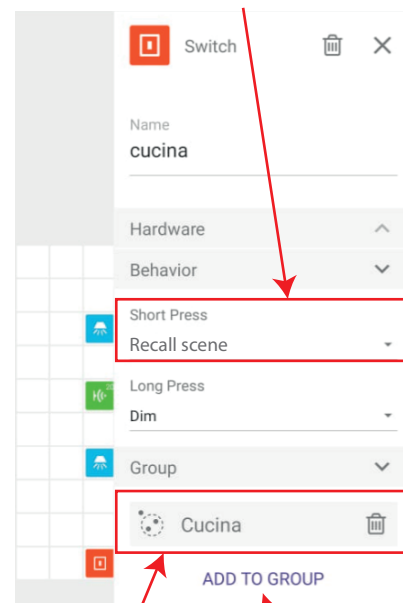 Switch
Name
cucina
Hardware
Behavior
Short Press
Recall scene
Long Press
Dim
Group
Cucina
ADD TO GROUP